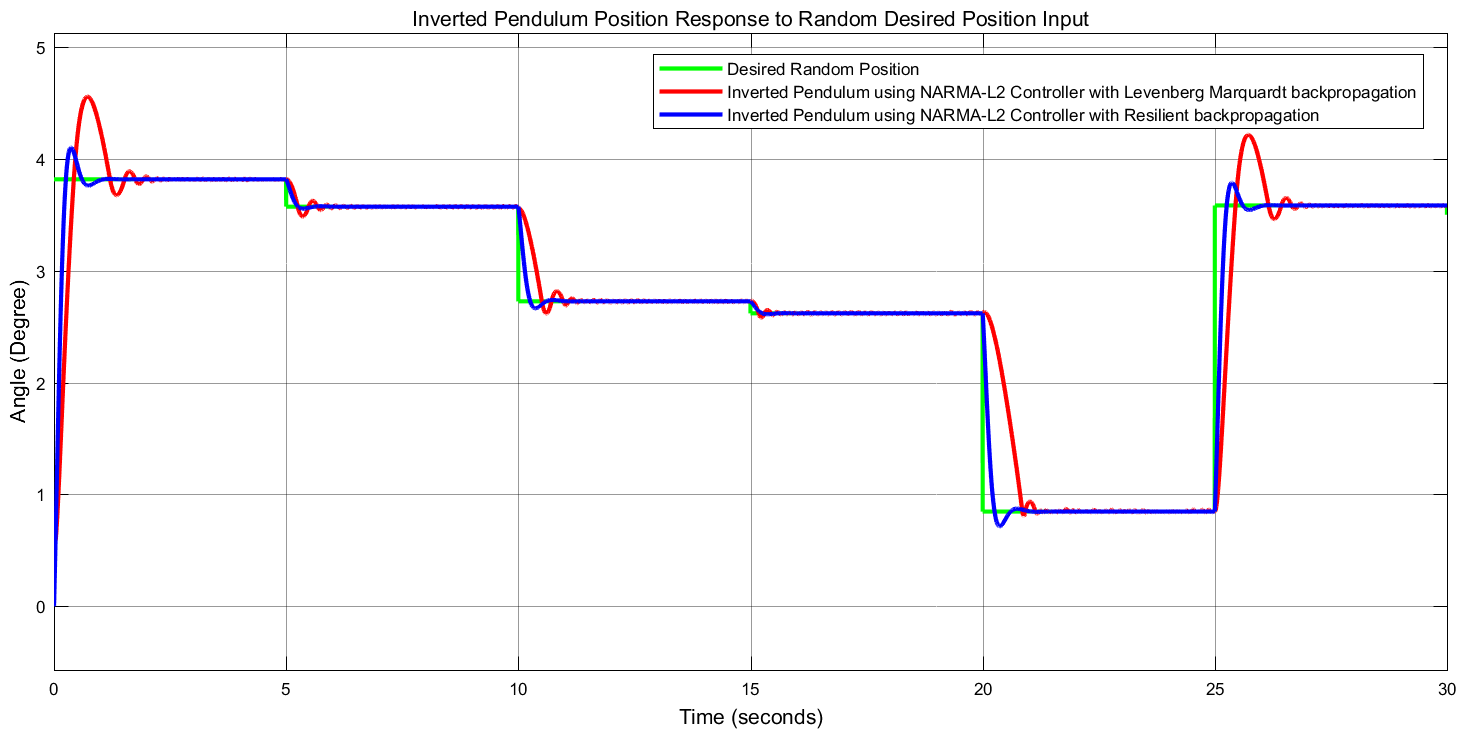 Inverted Pendulum Position Response to Random Desired Position Input
Desired Random Position
Inverted Pendulum using NARMA-L2 Controller with Levenberg Marquardt backpropagation
Inverted Pendulum using NARMA-L2 Controller with Resilient backpropagation
5
4
3
2
1
0
Angle (Degree)
0 5 10 15 20 25 30
Time (seconds)